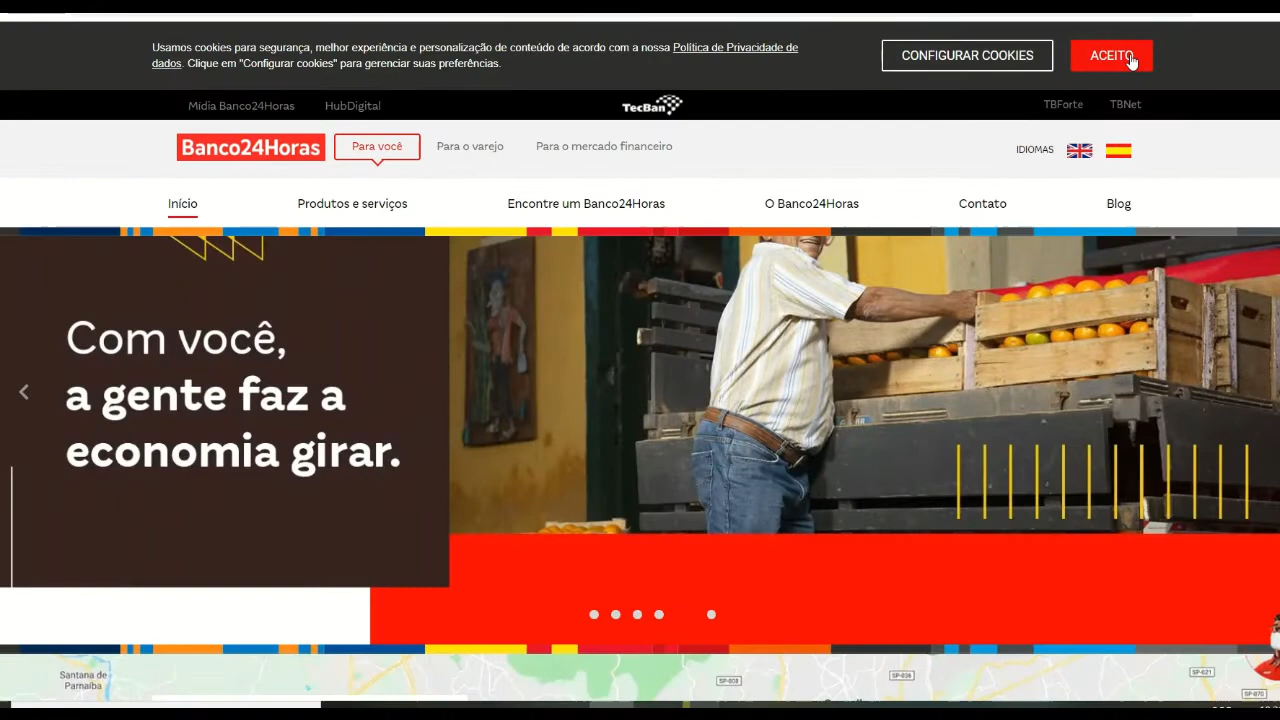 Usamos cookies para segurança, melhor experiência e personalização de conteúdo de acordo com a nossa Política de Privacidade de
dados. Clique em "Configurar cookies" para gerenciar suas preferências.
CONFIGURAR COOKIES
ACEITO
Mídia Banco24Horas
HubDigital
TecBan
TBForte
TBNet
Banco24Horas
Para você
Para o varejo
Para o mercado financeiro
IDIOMAS
Início
Produtos e serviços
Encontre um Banco24Horas
O Banco24Horas
Contato
Blog
Com você,
a gente faz a
economia girar.
Santana de
Parnaíba
SP-008
SP-036
SP-021
SP-070